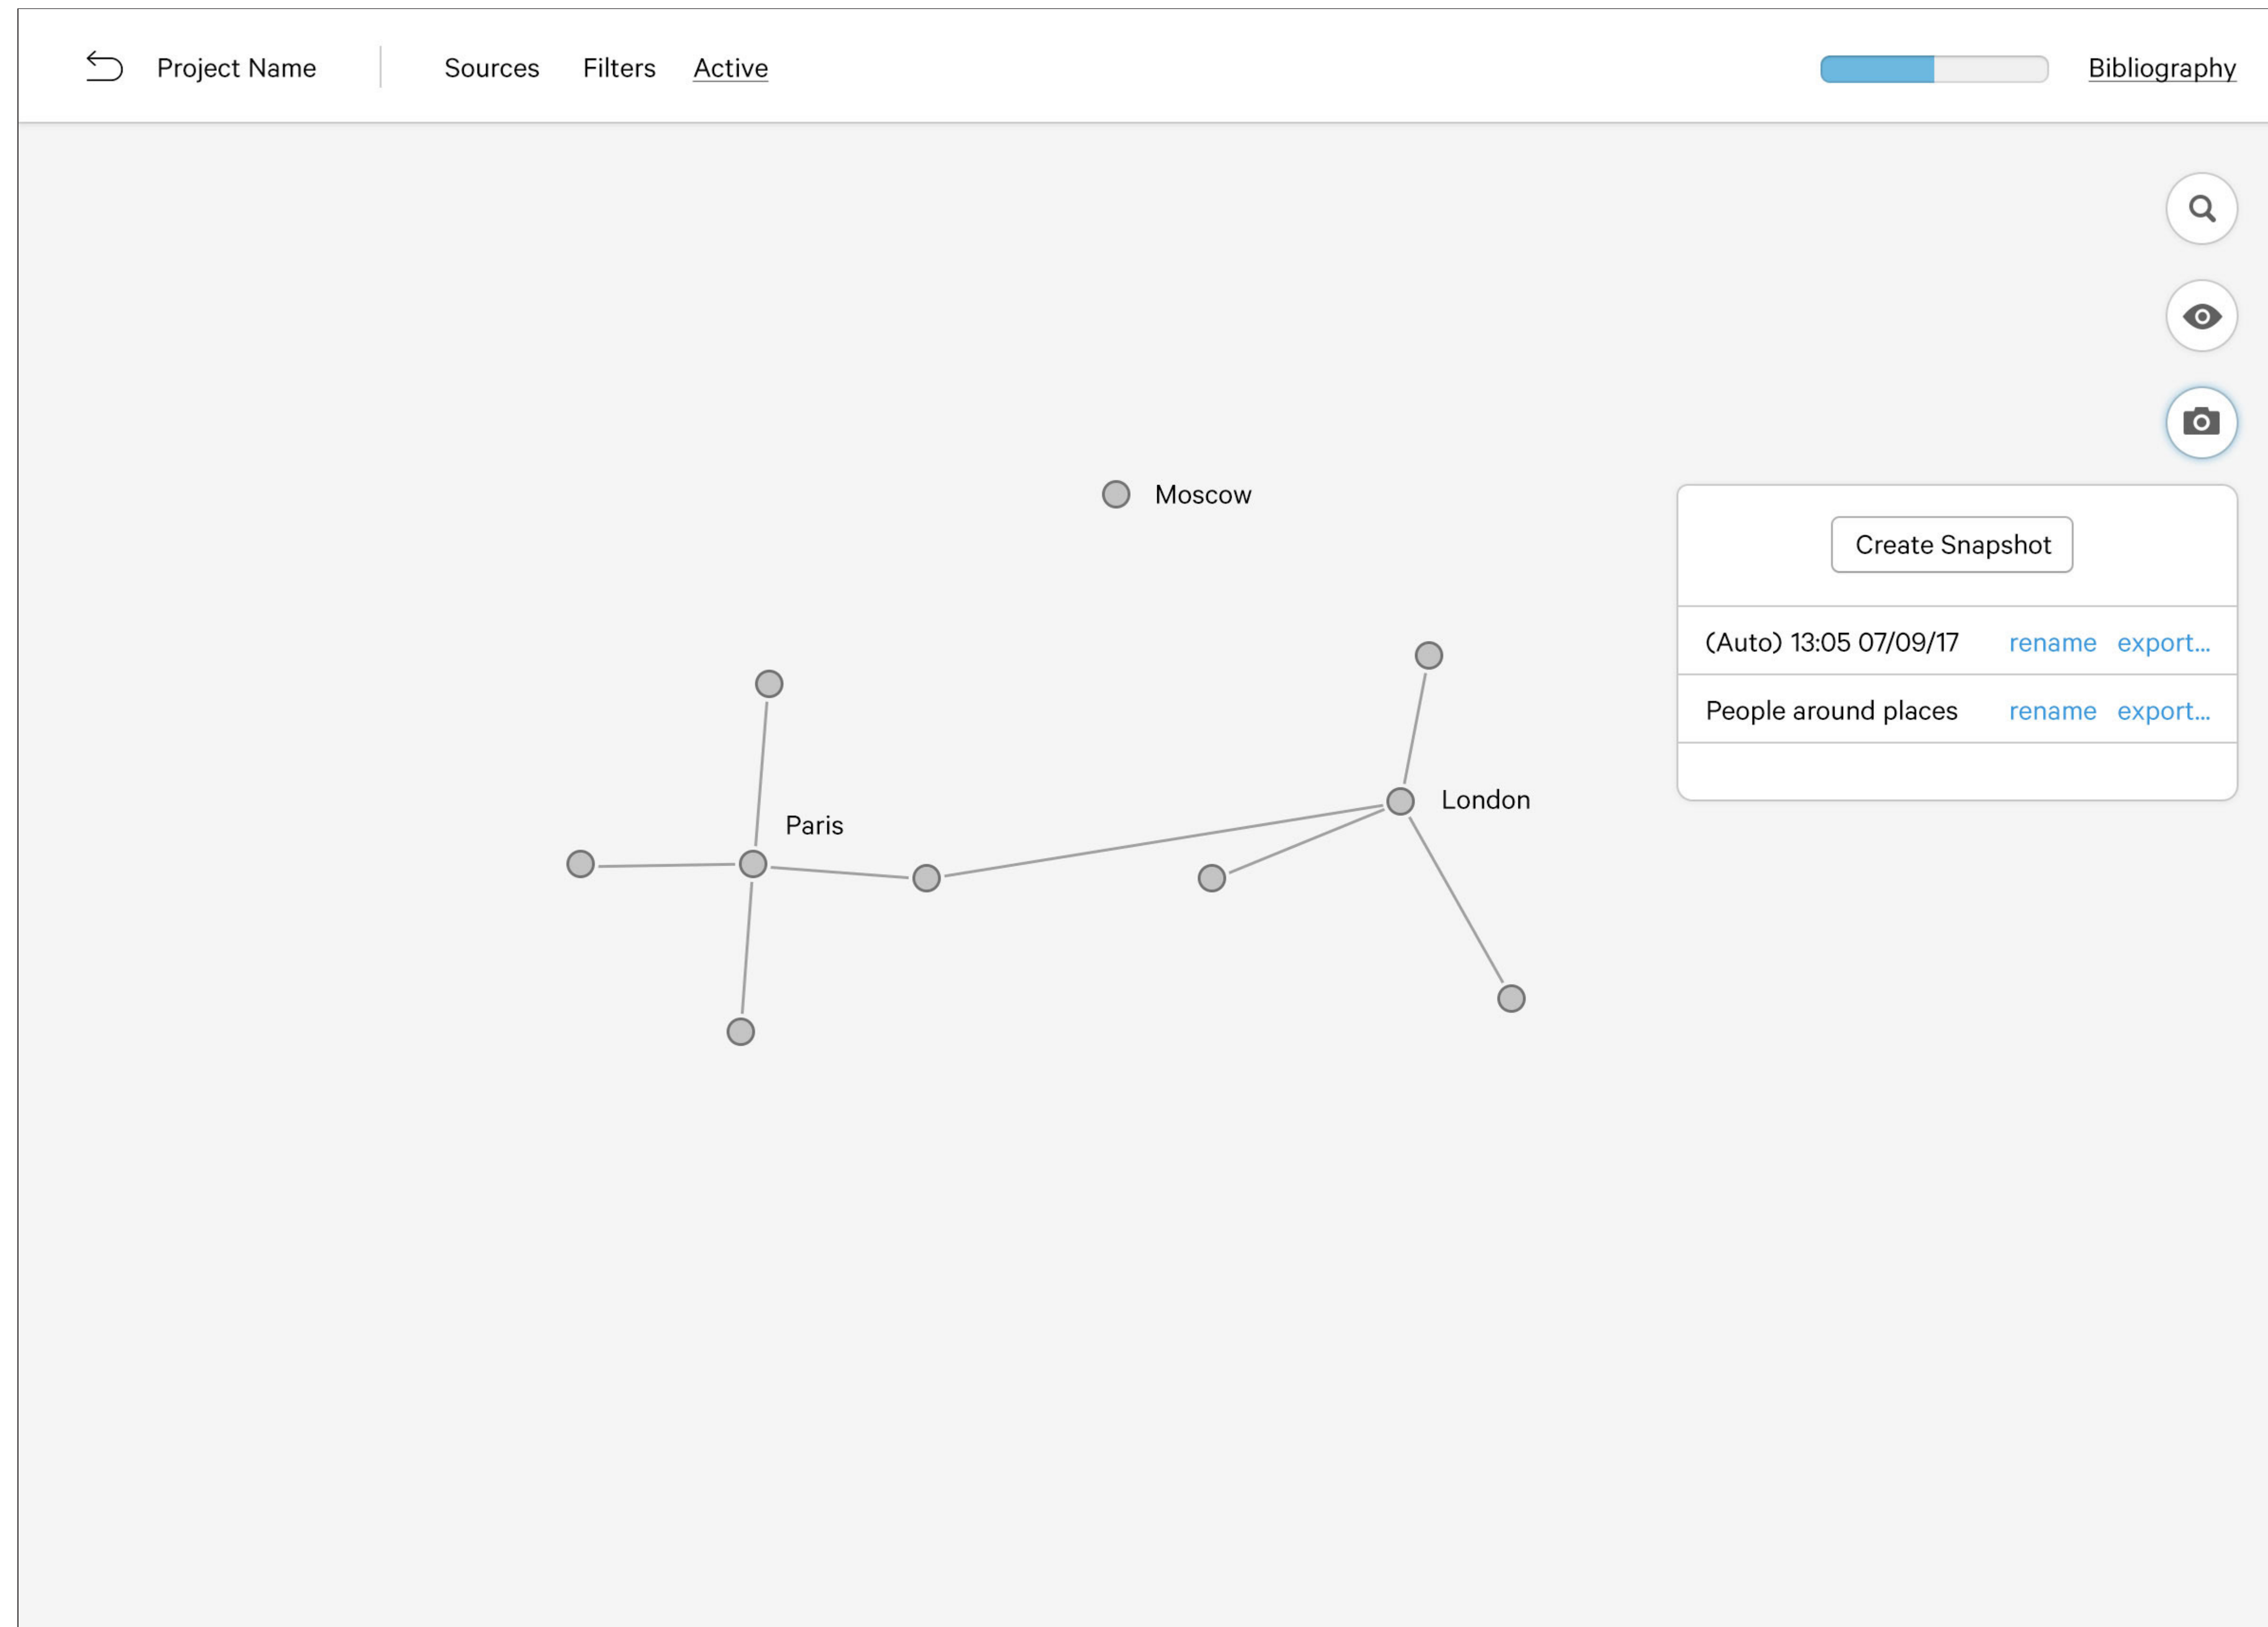 Project Name Sources Filters Active Bibliography
Moscow
Create Snapshot
(Auto) 13:05 07/09/17 rename export...
People around places rename export...
London
Paris